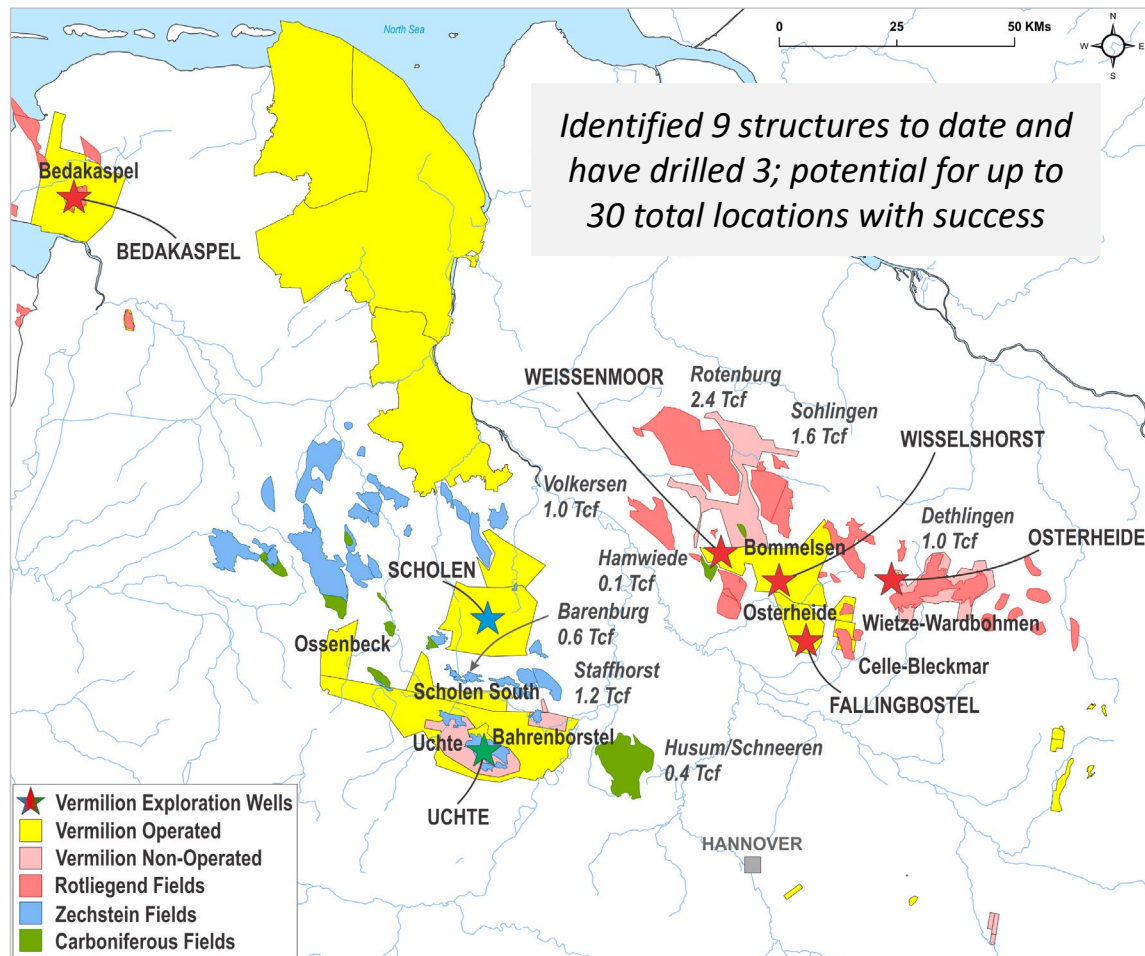 North Sea
0 25 50 KMs
N
W E
S
Identified 9 structures to date and
have drilled 3; potential for up to
30 total locations with success
Bedakaspel
BEDAKASPEL
WEISSENMOOR
Rotenburg
2.4 Tcf
Sohlingen
1.6 Tcf
WISSELSHORST
Volkersen
1.0 Tcf
Dethlingen
1.0 Tcf
OSTERHEIDE
Bommelsen
Hamwiede
0.1 Tcf
SCHOLEN
Barenburg
0.6 Tcf
Osterheide
Wietze-Wardbohmen
Ossenbeck
Staffhorst
1.2 Tcf
Celle-Bleckmar
Scholen South
FALLINGBOSTEL
Uchte
Bahrenborstel
Husum/Schneeren
0.4 Tcf
UCHTE
HANNOVER
Vermilion Exploration Wells
Vermilion Operated
Vermilion Non-Operated
Rotliegend Fields
Zechstein Fields
Carboniferous Fields